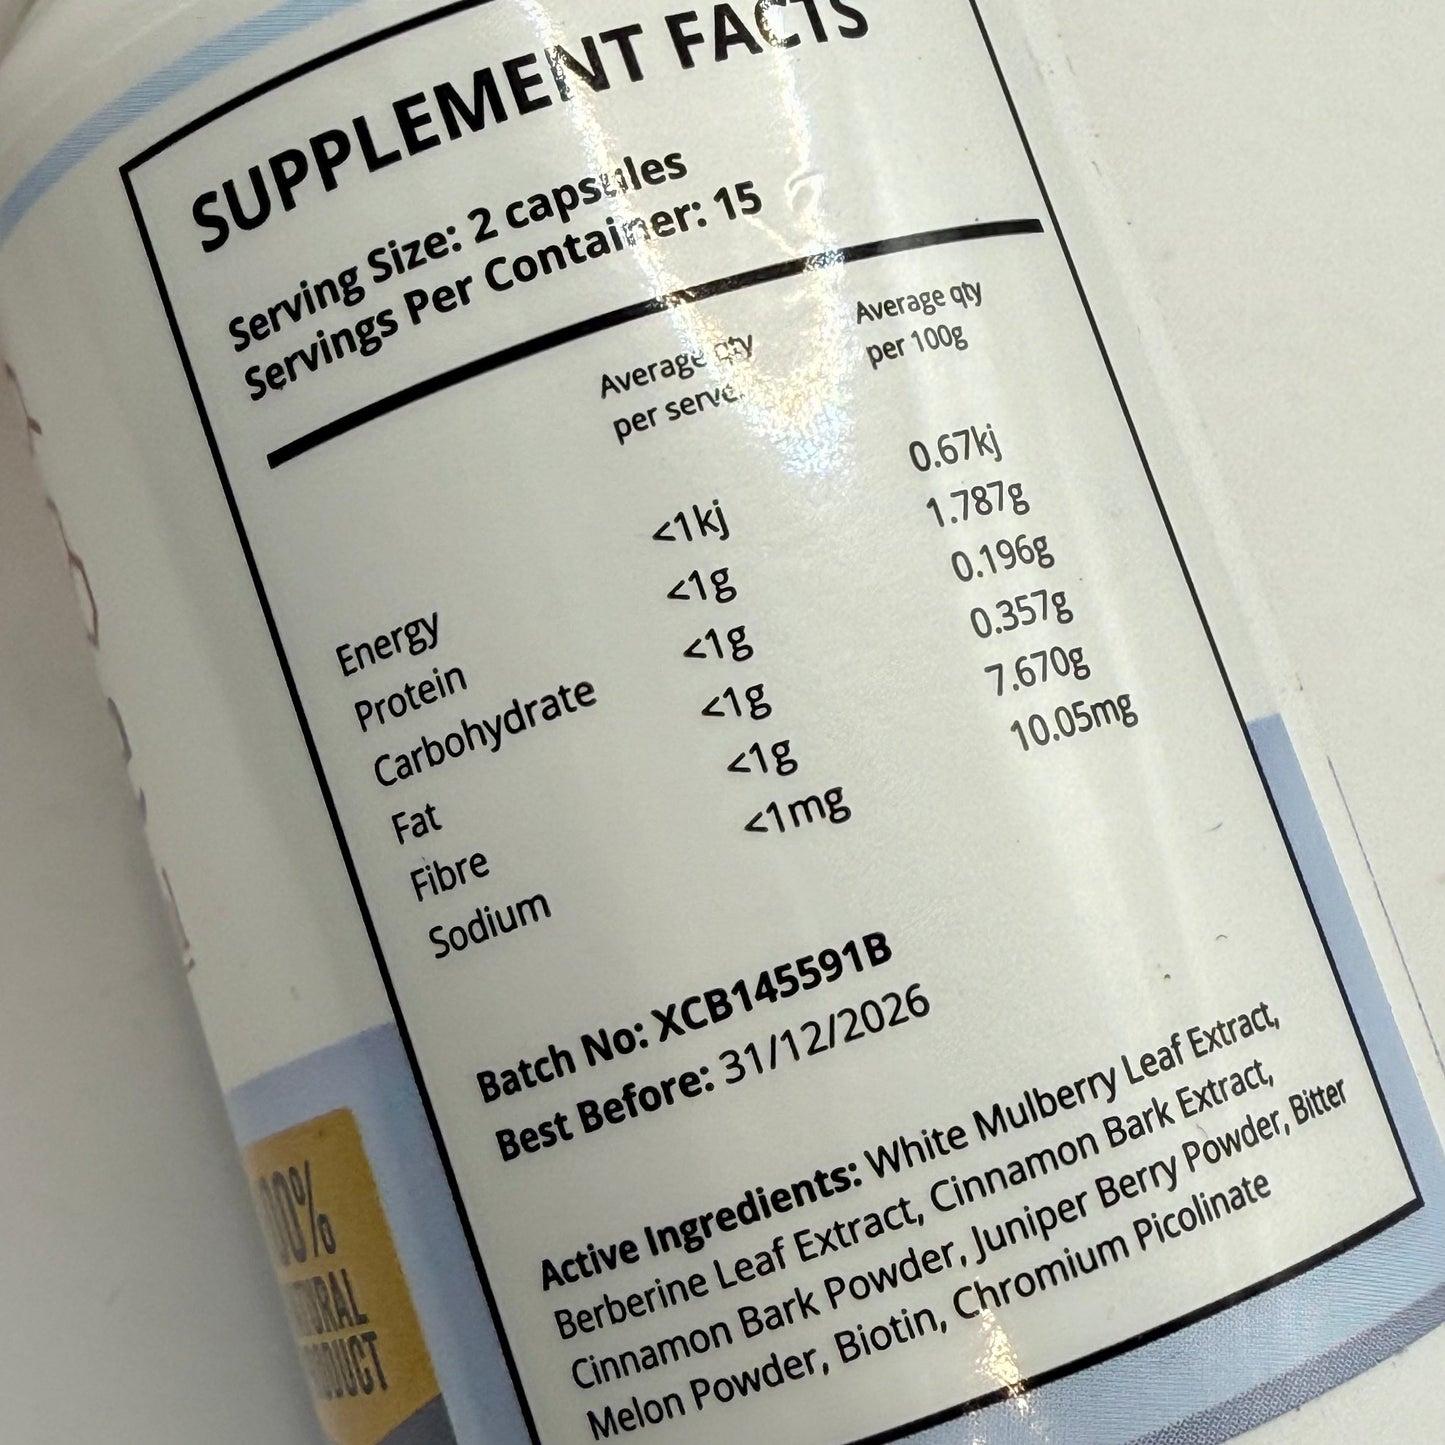 SUPPLEMENT FACTS
Serving Size: 2 capsules
Servings Per Container: 15
Average qty per serve
Average qty per 100g
Energy <1kj 0.67kj
Protein <1g 1.787g
Carbohydrate <1g 0.196g
Fat <1g 0.357g
Fibre <1g 7.670g
Sodium <1mg 10.05mg
Batch No: XCB145591B
Best Before: 31/12/2026
Active Ingredients: White Mulberry Leaf Extract,
Berberine Leaf Extract, Cinnamon Bark Extract,
Cinnamon Bark Powder, Juniper Berry Powder, Bitter
Melon Powder, Biotin, Chromium Picolinate